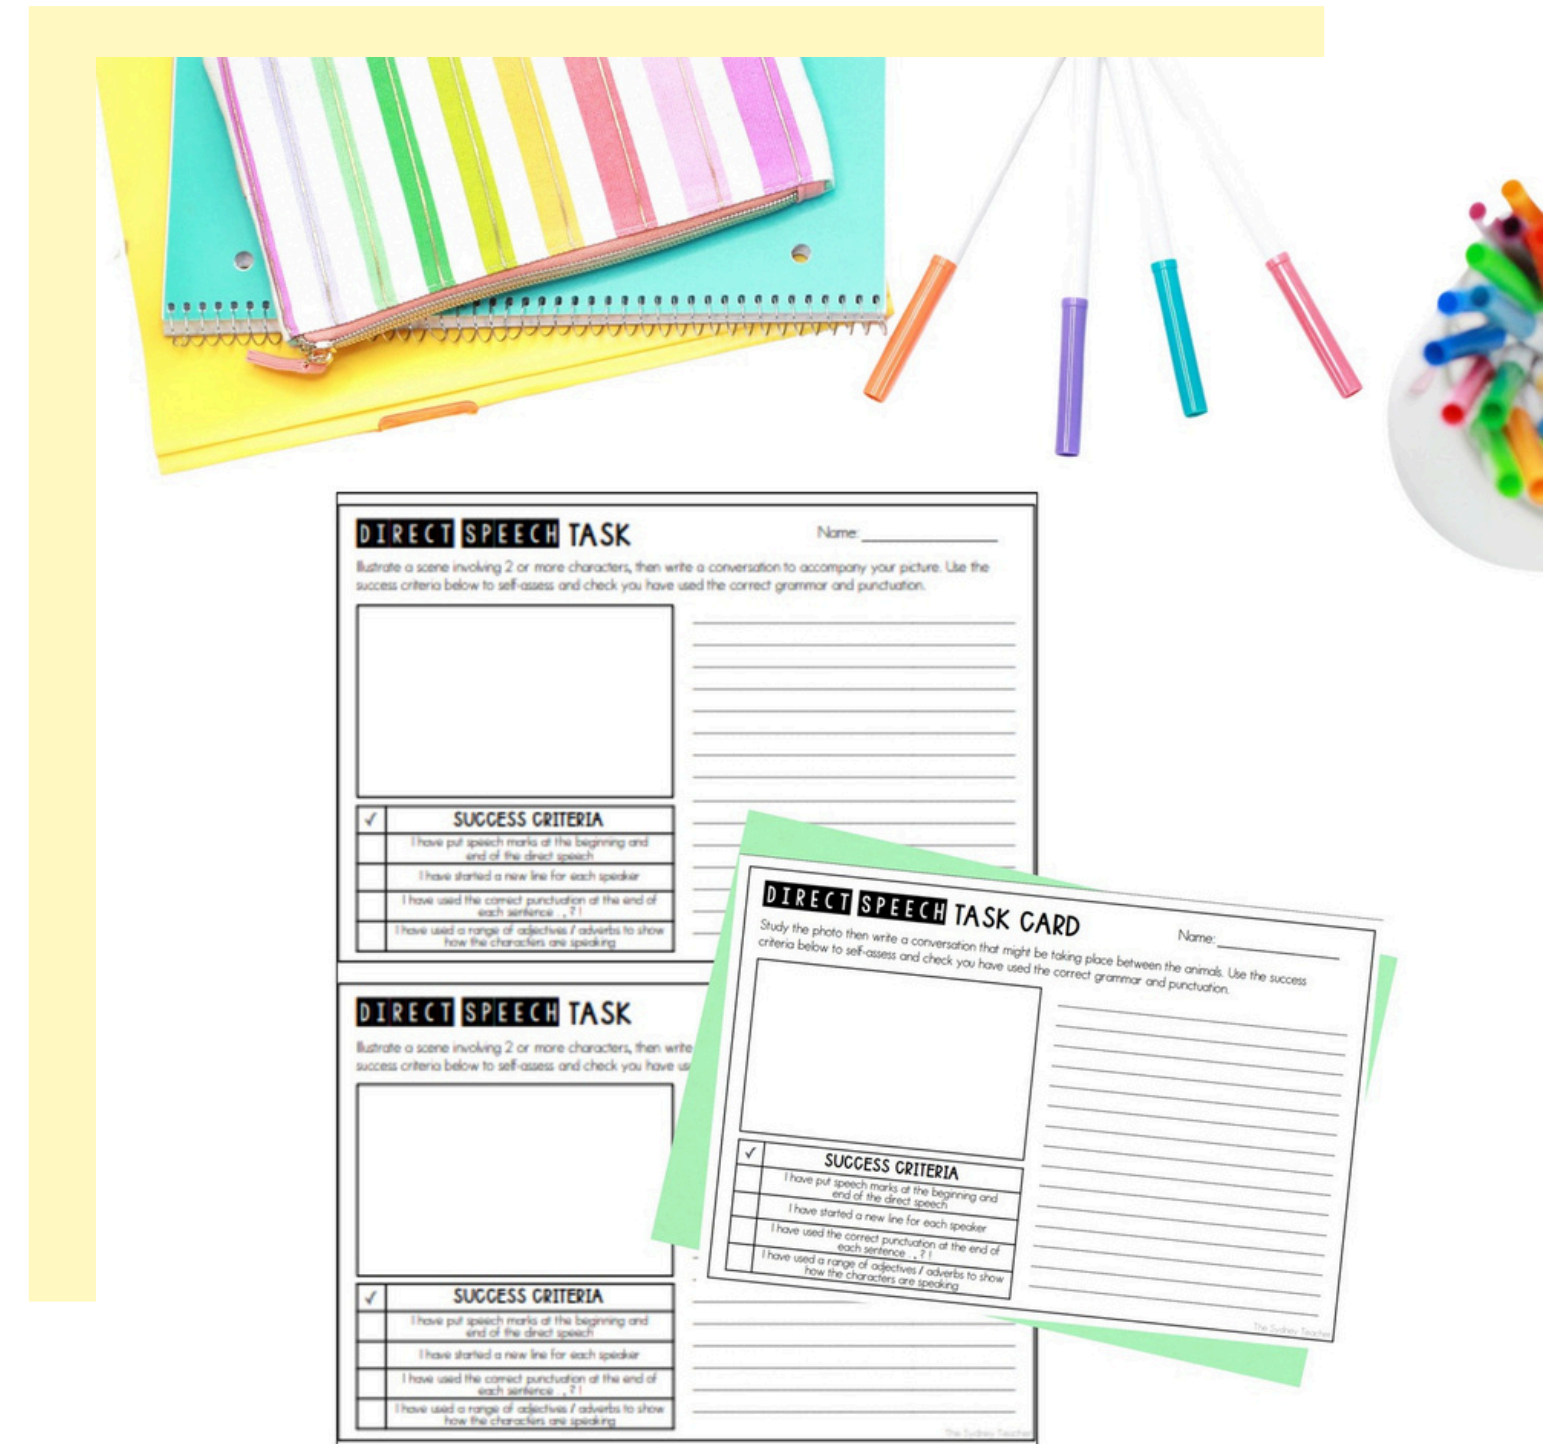 DIRECT SPEECH TASK
Name:
Illustrate a scene involving 2 or more characters, then write a conversation to accompany your picture. Use the
success criteria below to self-assess and check you have used the correct grammar and punctuation.
✓ SUCCESS CRITERIA
I have put speech marks at the beginning and
end of the direct speech
I have started a new line for each speaker
I have used the correct punctuation at the end of
each sentence . , ? !
I have used a range of adjectives / adverbs to show
how the characters are speaking
DIRECT SPEECH TASK CARD
Name:
Study the photo then write a conversation that might be taking place between the animals. Use the success
criteria below to self-assess and check you have used the correct grammar and punctuation.
✓ SUCCESS CRITERIA
I have put speech marks at the beginning and
end of the direct speech
I have started a new line for each speaker
I have used the correct punctuation at the end of
each sentence . , ? !
I have used a range of adjectives / adverbs to show
how the characters are speaking
The Sydney Teacher
DIRECT SPEECH TASK
Illustrate a scene involving 2 or more characters, then write
success criteria below to self-assess and check you have us
✓ SUCCESS CRITERIA
I have put speech marks at the beginning and
end of the direct speech
I have started a new line for each speaker
I have used the correct punctuation at the end of
each sentence . , ? !
I have used a range of adjectives / adverbs to show
how the characters are speaking
The Sydney Teacher